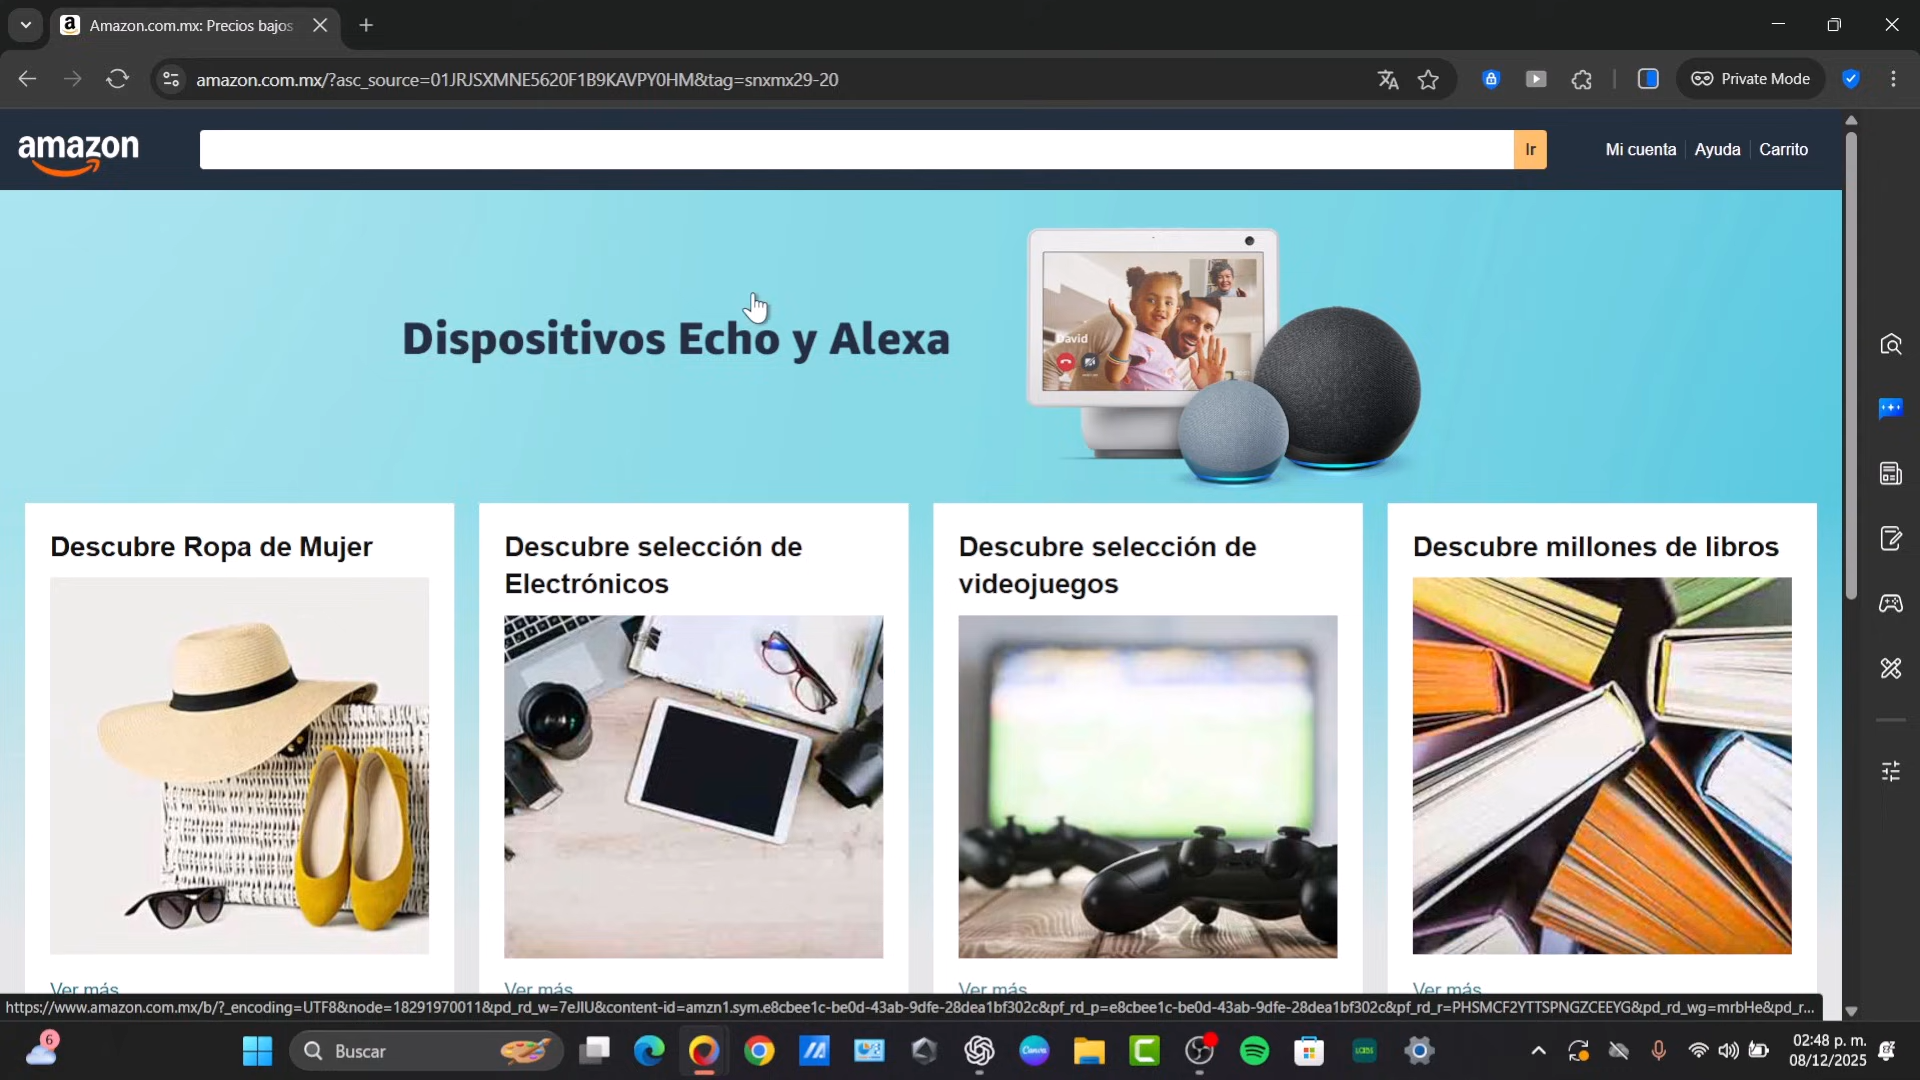 Amazon.com.mx: Precios bajos
amazon.com.mx/?asc_source=01JRJSXMNE5620F1B9KAVPY0HM&tag=snxmx29-20
Private Mode
amazon
Ir
Mi cuenta
Ayuda
Carrito
Dispositivos Echo y Alexa
David
Descubre Ropa de Mujer
Descubre selección de
Electrónicos
Descubre selección de
videojuegos
Descubre millones de libros
Ver más
Ver más
Ver más
Ver más
https://www.amazon.com.mx/b/?_encoding=UTF8&node=18291970011&pd_rd_w=7eJIU&content-id=amzn1.sym.e8cbee1c-be0d-43ab-9dfe-28dea1bf302c&pf_rd_p=e8cbee1c-be0d-43ab-9dfe-28dea1bf302c&pf_rd_r=PHSMCF2YTTSPNGZCEEYG&pd_rd_wg=mrbHe&pd_r...
6
Buscar
Canva
02:48 p. m.
08/12/2025